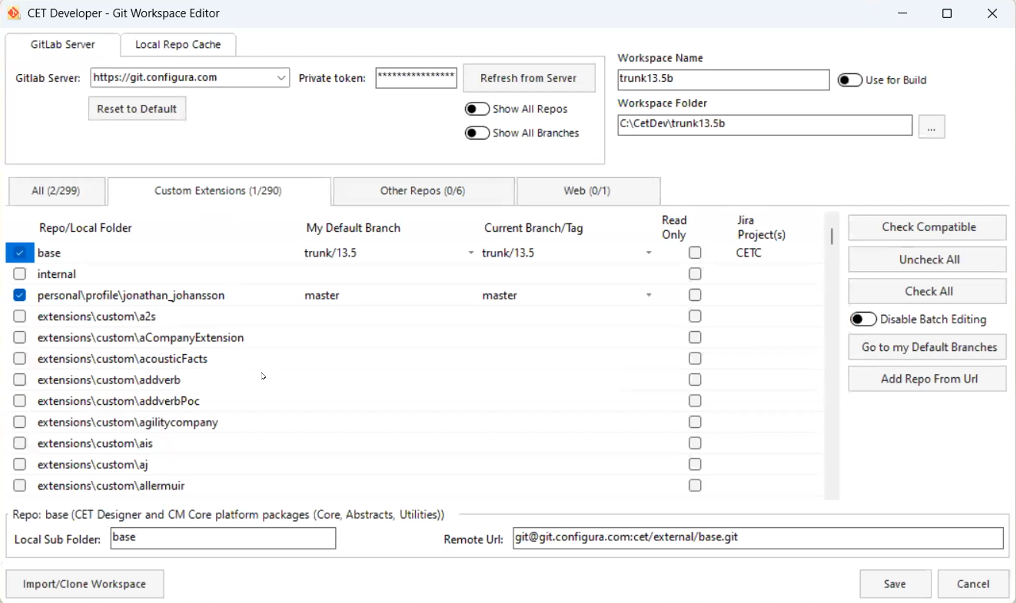 CET Developer - Git Workspace Editor
GitLab Server
Local Repo Cache
Gitlab Server:
https://git.configura.com
Private token:
****************
Refresh from Server
Reset to Default
Show All Repos
Show All Branches
Workspace Name
trunk13.5b
Use for Build
Workspace Folder
C:\CetDev\trunk13.5b
...
All (2/299)
Custom Extensions (1/290)
Other Repos (0/6)
Web (0/1)
Repo/Local Folder
My Default Branch
Current Branch/Tag
Read
Only
Jira
Project(s)
base
trunk/13.5
trunk/13.5
CETC
internal
personal\profile\jonathan_johansson
master
master
extensions\custom\a2s
extensions\custom\aCompanyExtension
extensions\custom\acousticFacts
extensions\custom\addverb
extensions\custom\addverbPoc
extensions\custom\agilitycompany
extensions\custom\ais
extensions\custom\aj
extensions\custom\allermuir
Check Compatible
Uncheck All
Check All
Disable Batch Editing
Go to my Default Branches
Add Repo From Url
Repo: base (CET Designer and CM Core platform packages (Core, Abstracts, Utilities))
Local Sub Folder:
base
Remote Url:
git@git.configura.com:cet/external/base.git
Import/Clone Workspace
Save
Cancel